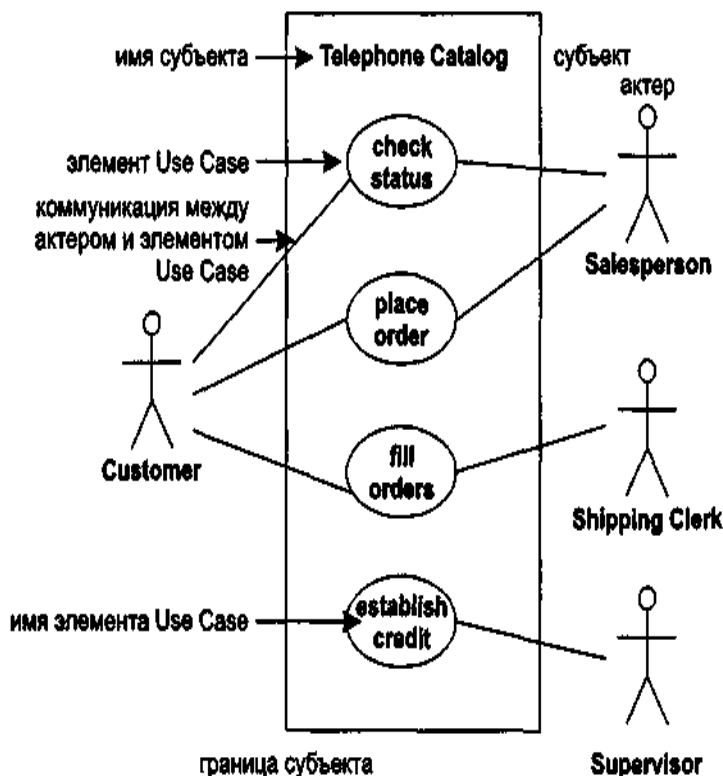 имя субъекта
Telephone Catalog
субъект
актер
элемент Use Case
check
status
коммуникация между
актером и элементом
Use Case
Salesperson
place
order
Customer
fill
orders
Shipping Clerk
имя элемента Use Case
establish
credit
граница субъекта
Supervisor